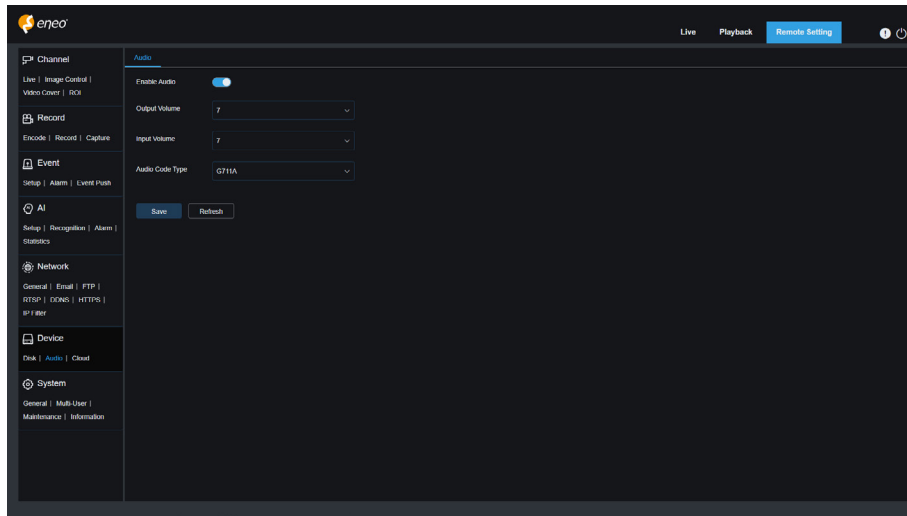 eneo
Live Playback Remote Setting
Channel
Live | Image Control |
Video Cover | ROI
Record
Encode | Record | Capture
Event
Setup | Alarm | Event Push
AI
Setup | Recognition | Alarm |
Statistics
Network
General | Email | FTP |
RTSP | DDNS | HTTPS |
IP Filter
Device
Disk | Audio | Cloud
System
General | Multi-User |
Maintenance | Information
Audio
Enable Audio
Output Volume 7
Input Volume 7
Audio Code Type G711A
Save Refresh